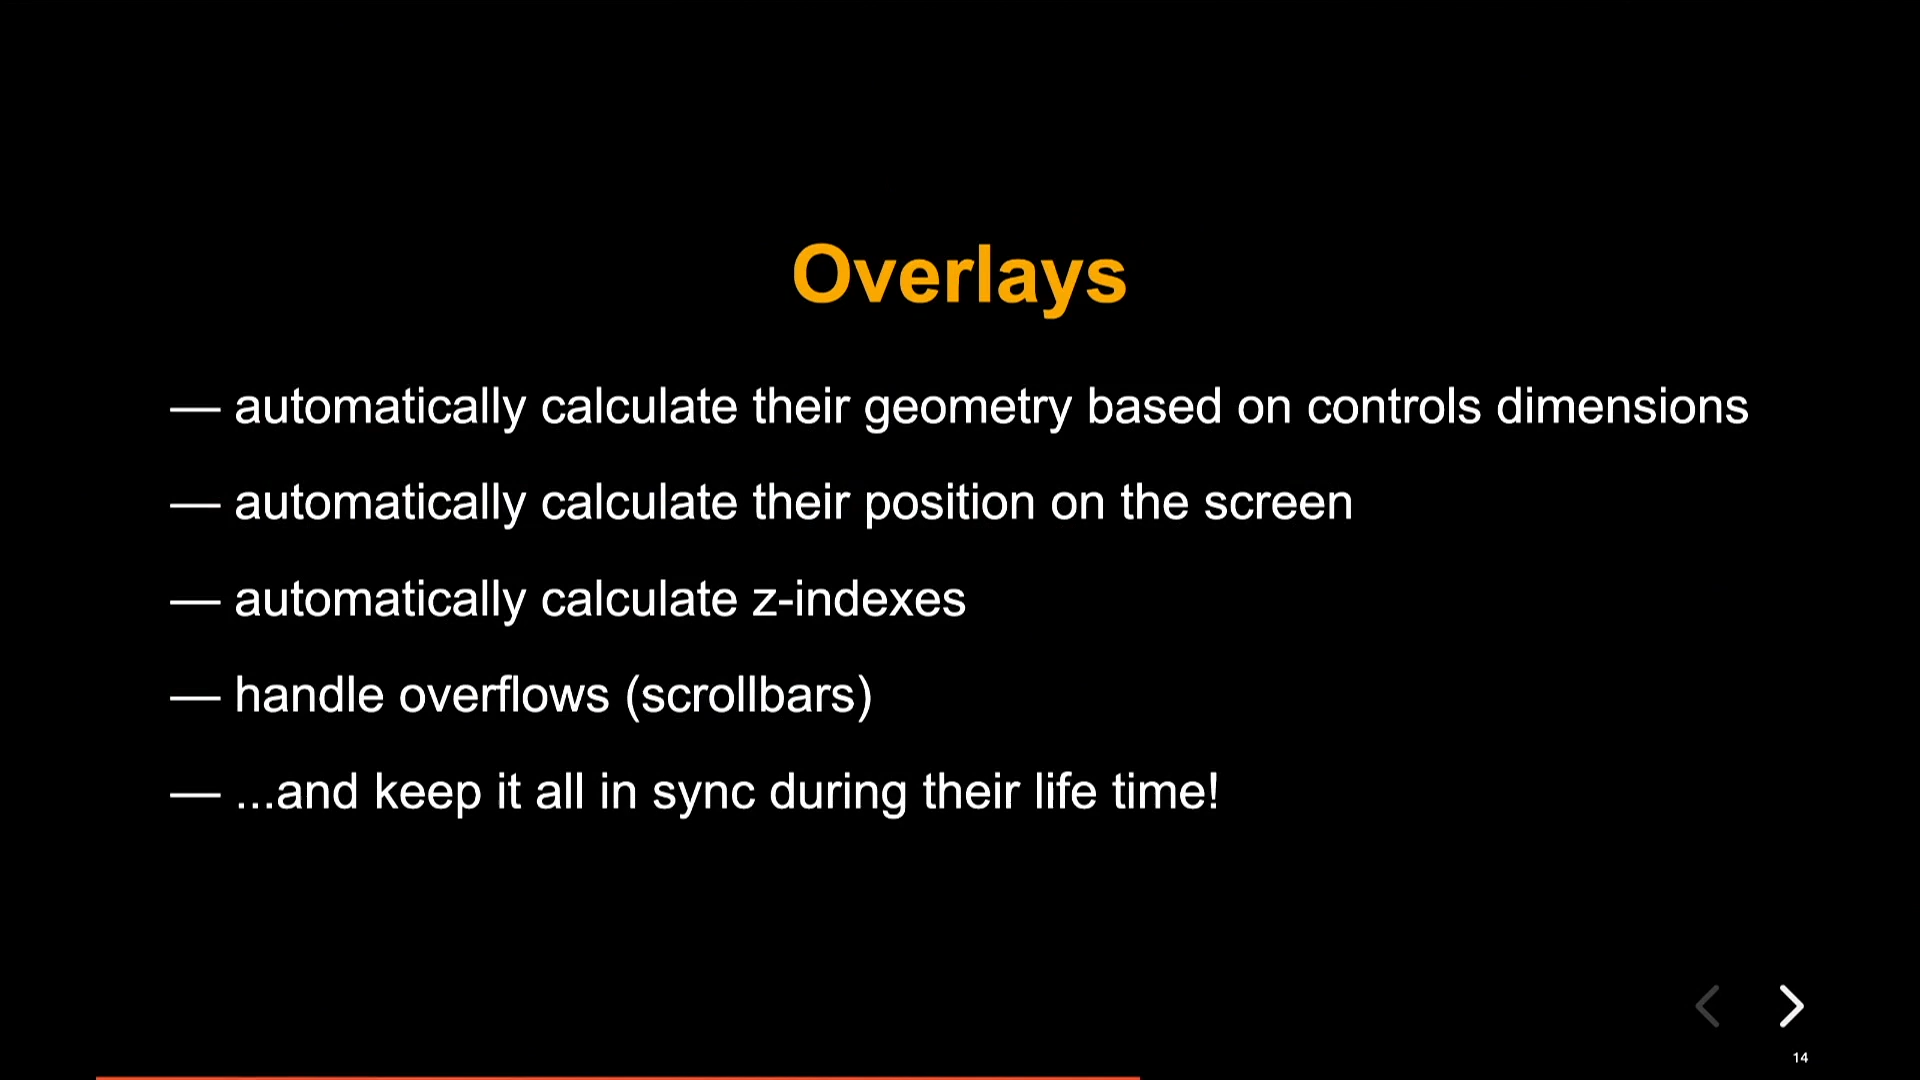 Overlays
— automatically calculate their geometry based on controls dimensions
— automatically calculate their position on the screen
— automatically calculate z-indexes
— handle overflows (scrollbars)
— ...and keep it all in sync during their life time!
14